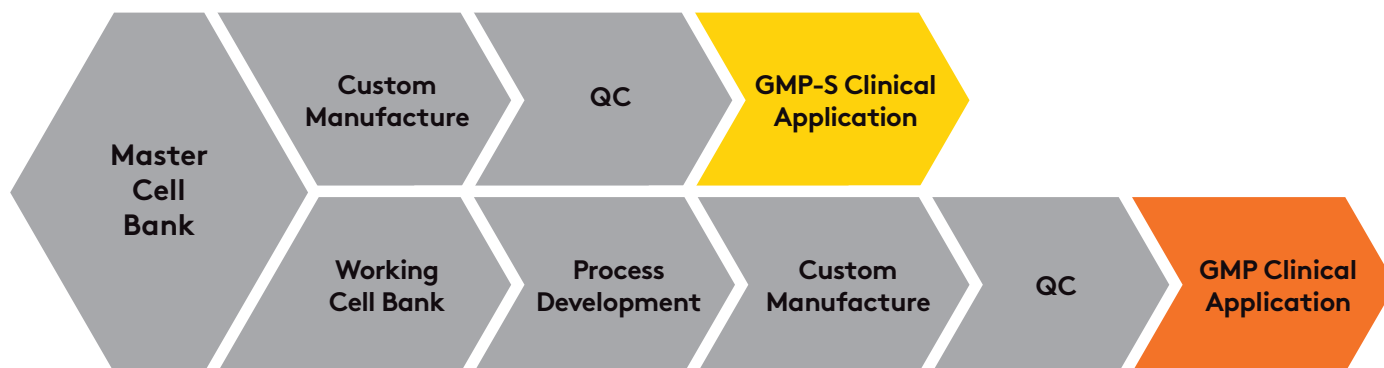 Master
Cell
Bank
Custom
Manufacture
QC
GMP-S Clinical
Application
Working
Cell Bank
Process
Development
Custom
Manufacture
QC
GMP Clinical
Application